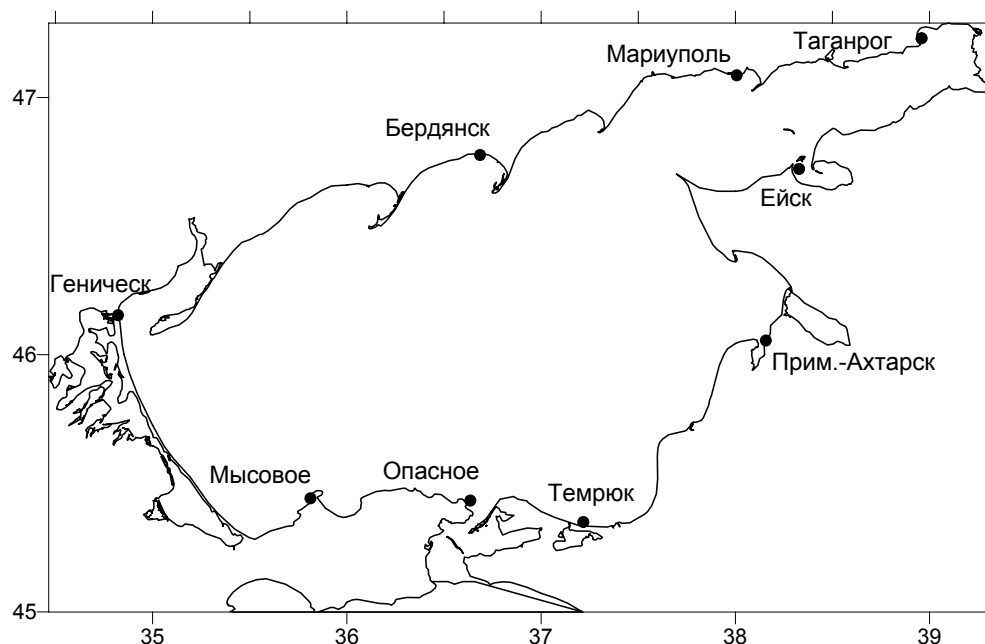 Таганрог
Мариуполь
47
Бердянск
Ейск
Геническ
46
Прим.-Ахтарск
Мысовое
Опасное
Темрюк
45
35
36
37
38
39